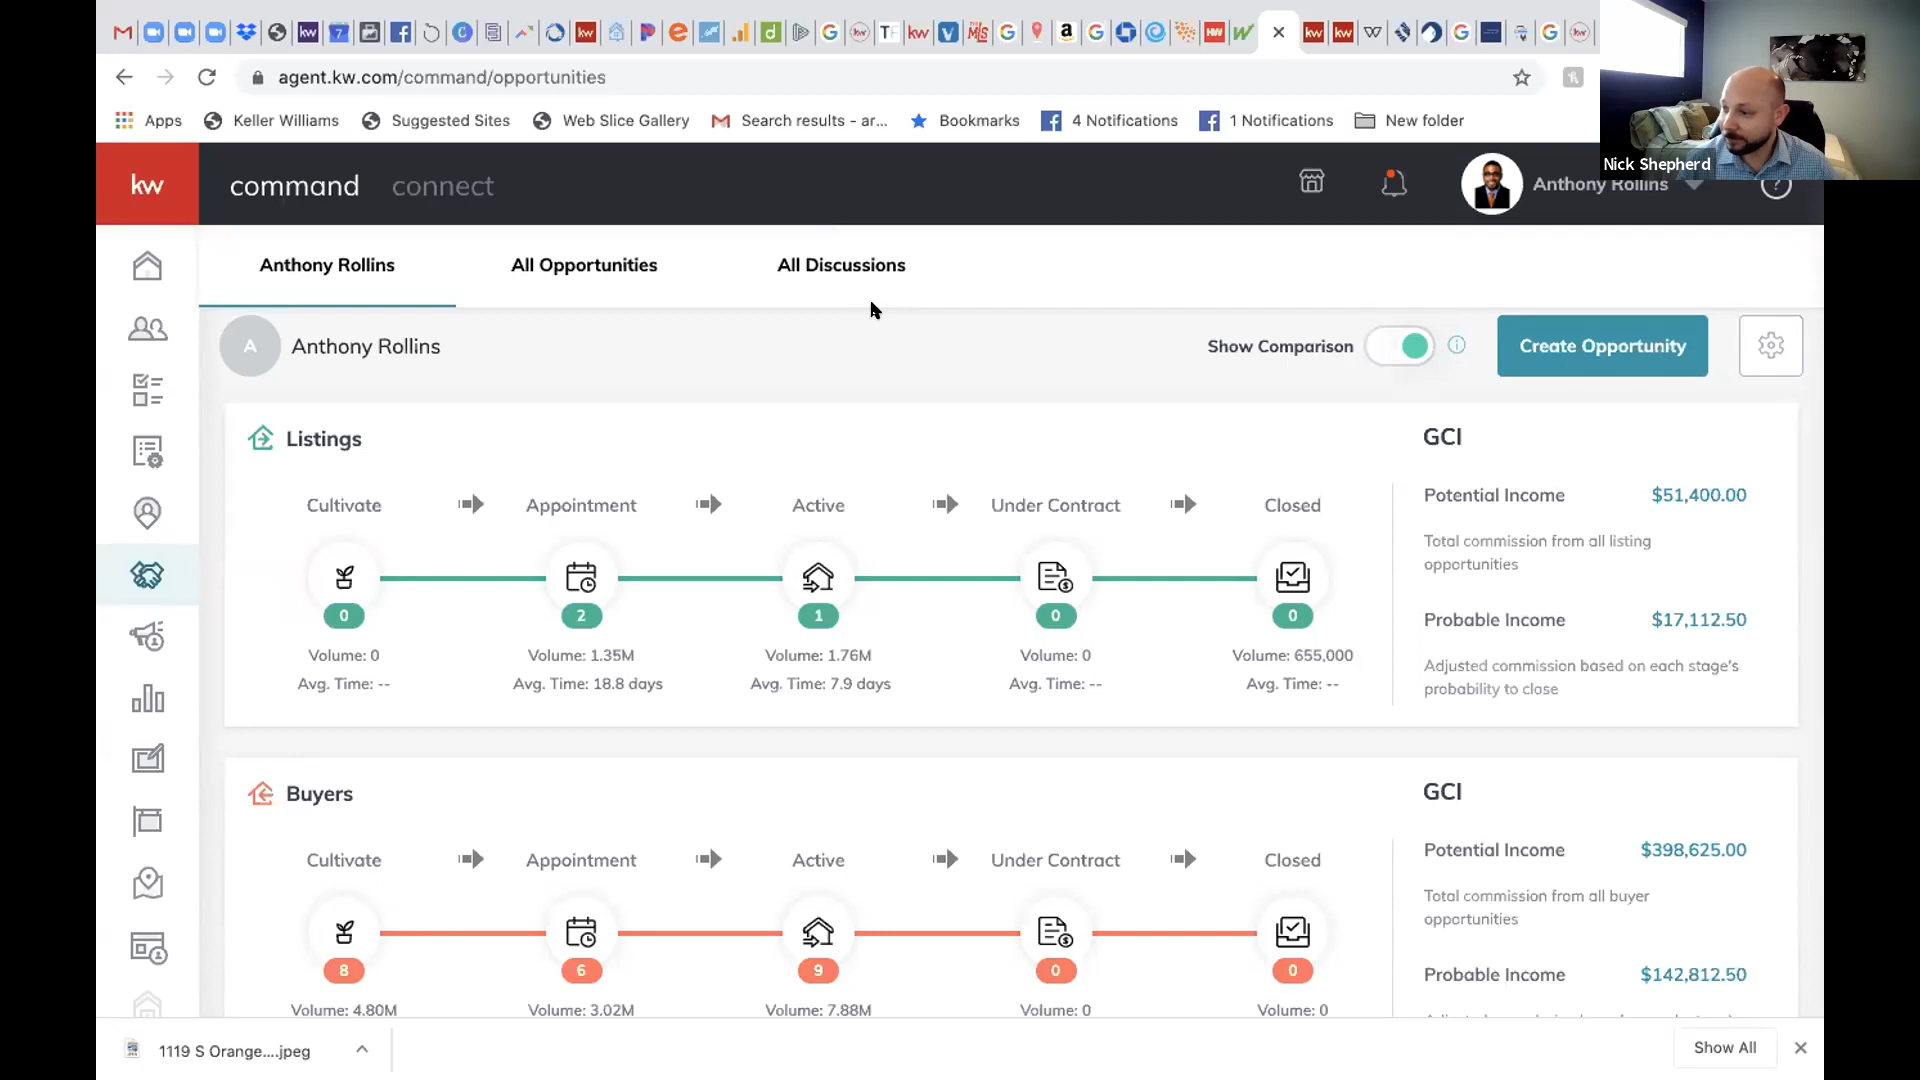 agent.kw.com/command/opportunities
Apps Keller Williams Suggested Sites Web Slice Gallery Search results - ar... Bookmarks 4 Notifications 1 Notifications New folder
Nick Shepherd
kw command connect Anthony Rollins ?
Anthony Rollins All Opportunities All Discussions
A Anthony Rollins Show Comparison Create Opportunity
Listings GCI
Cultivate Appointment Active Under Contract Closed
Potential Income $51,400.00
Total commission from all listing
opportunities
0 2 1 0 0
Probable Income $17,112.50
Volume: 0 Volume: 1.35M Volume: 1.76M Volume: 0 Volume: 655,000
Avg. Time: -- Avg. Time: 18.8 days Avg. Time: 7.9 days Avg. Time: -- Avg. Time: --
Adjusted commission based on each stage's
probability to close
Buyers GCI
Cultivate Appointment Active Under Contract Closed
Potential Income $398,625.00
Total commission from all buyer
opportunities
8 6 9 0 0
Probable Income $142,812.50
Volume: 4.80M Volume: 3.02M Volume: 7.88M Volume: 0 Volume: 0
1119 S Orange....jpeg Show All